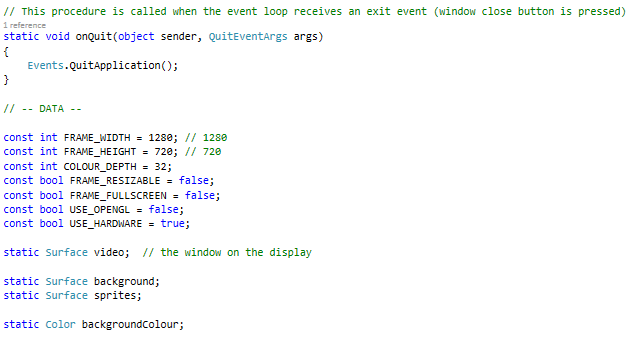 // This procedure is called when the event loop receives an exit event (window close button is pressed)
1 reference
static void onQuit(object sender, QuitEventArgs args)
{
    Events.QuitApplication();
}
// -- DATA --
const int FRAME_WIDTH = 1280; // 1280
const int FRAME_HEIGHT = 720; // 720
const int COLOUR_DEPTH = 32;
const bool FRAME_RESIZABLE = false;
const bool FRAME_FULLSCREEN = false;
const bool USE_OPENGL = false;
const bool USE_HARDWARE = true;
static Surface video;  // the window on the display
static Surface background;
static Surface sprites;
static Color backgroundColour;